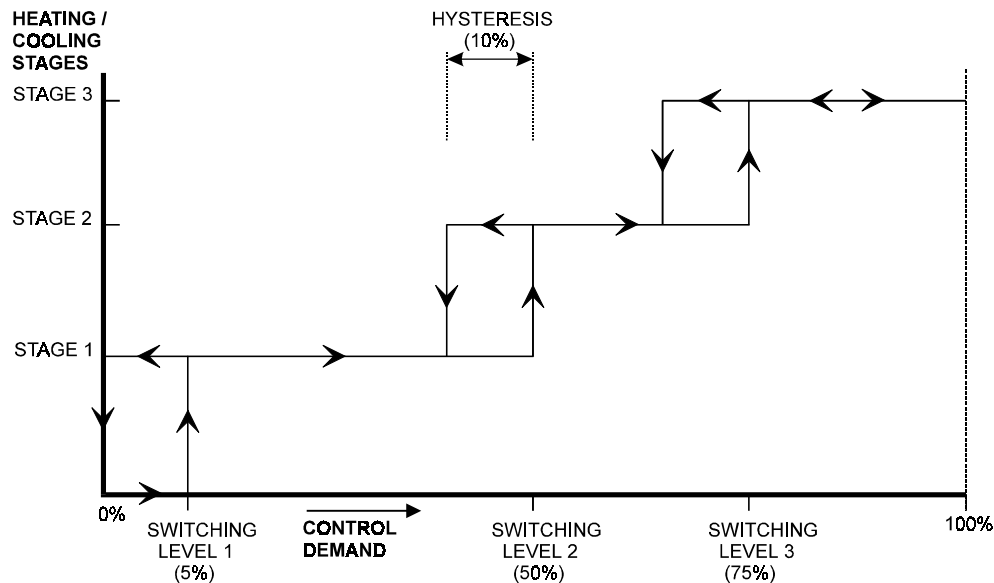 HEATING /
COOLING
STAGES
HYSTERESIS
(10%)
STAGE 3
STAGE 2
STAGE 1
0%
100%
SWITCHING
LEVEL 1
(5%)
CONTROL
DEMAND
SWITCHING
LEVEL 2
(50%)
SWITCHING
LEVEL 3
(75%)